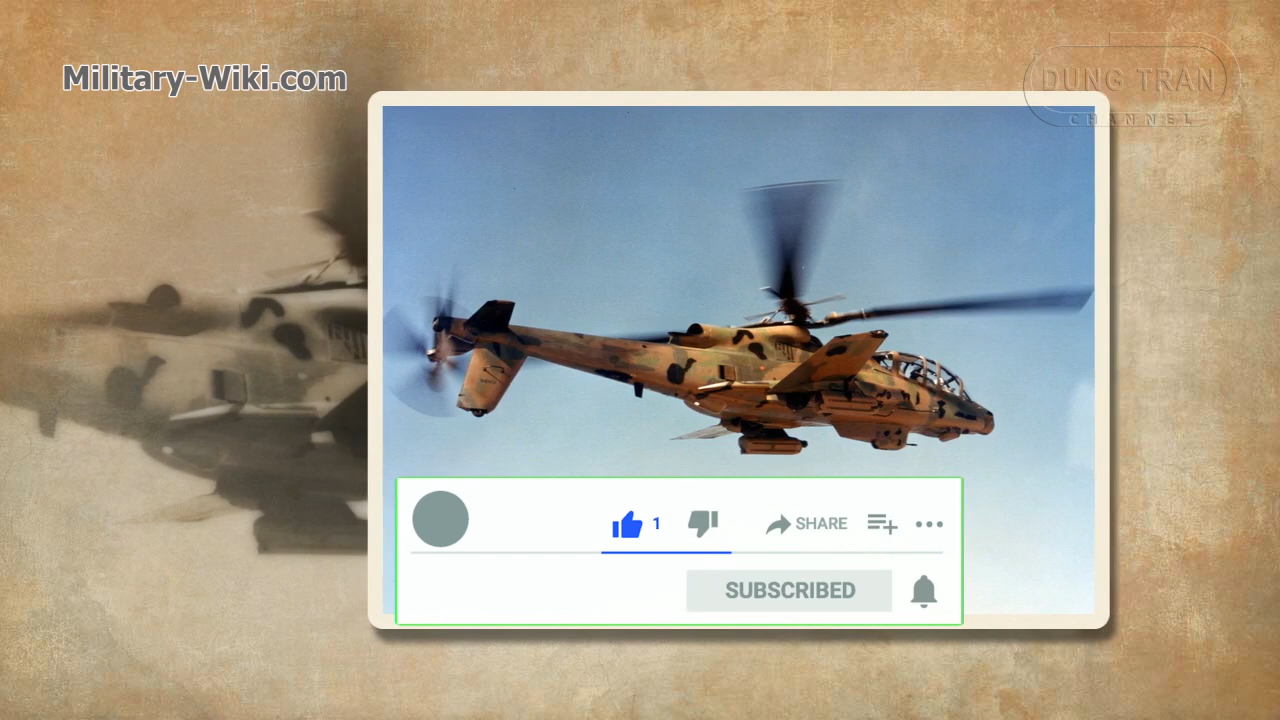 Military-Wiki.com
DUNG TRAN
CHANNEL
1
SHARE
SUBSCRIBED